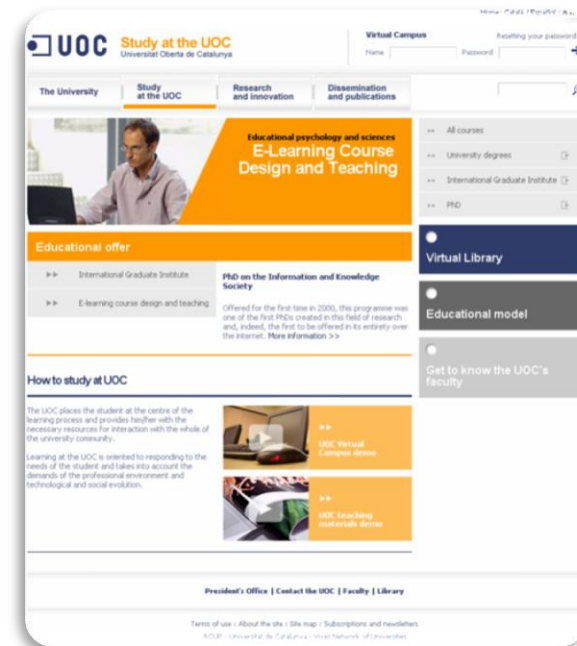 Home · Català / Español /
UOC
Study at the UOC
Universitat Oberta de Catalunya
Virtual Campus
Resetting your password
Name
Password
The University
Study
at the UOC
Research
and innovation
Dissemination
and publications
Educational psychology and sciences
E-Learning Course
Design and Teaching
›› All courses
›› University degrees
›› International Graduate Institute
›› PhD
Educational offer
▸▸ International Graduate Institute
▸▸ E-learning course design and teaching
PhD on the Information and Knowledge
Society
Offered for the first time in 2000, this programme was
one of the first PhDs created in this field of research
and, indeed, the first to be offered in its entirety over
the internet. More information >>
Virtual Library
Educational model
Get to know the UOC's
faculty
How to study at UOC
The UOC places the student at the centre of the
learning process and provides him/her with the
necessary resources for interaction with the whole of
the university community.
Learning at the UOC is oriented to responding to the
needs of the student and takes into account the
demands of the professional environment and
technological and social evolution.
▸▸
UOC Virtual
Campus demo
▸▸
UOC teaching
materials demo
President's Office | Contact the UOC | Faculty | Library
Terms of use : About the site : Site map : Subscriptions and newsletters
: Universitat de Catalunya : Vives Network of Universities